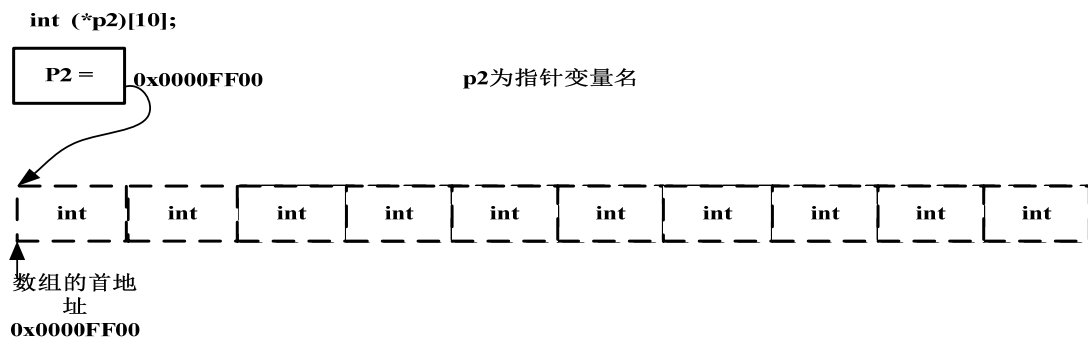 int (*p2)[10];
P2 = 0x0000FF00 p2为指针变量名
int int int int int int int int int int
数组的首地
址
0x0000FF00